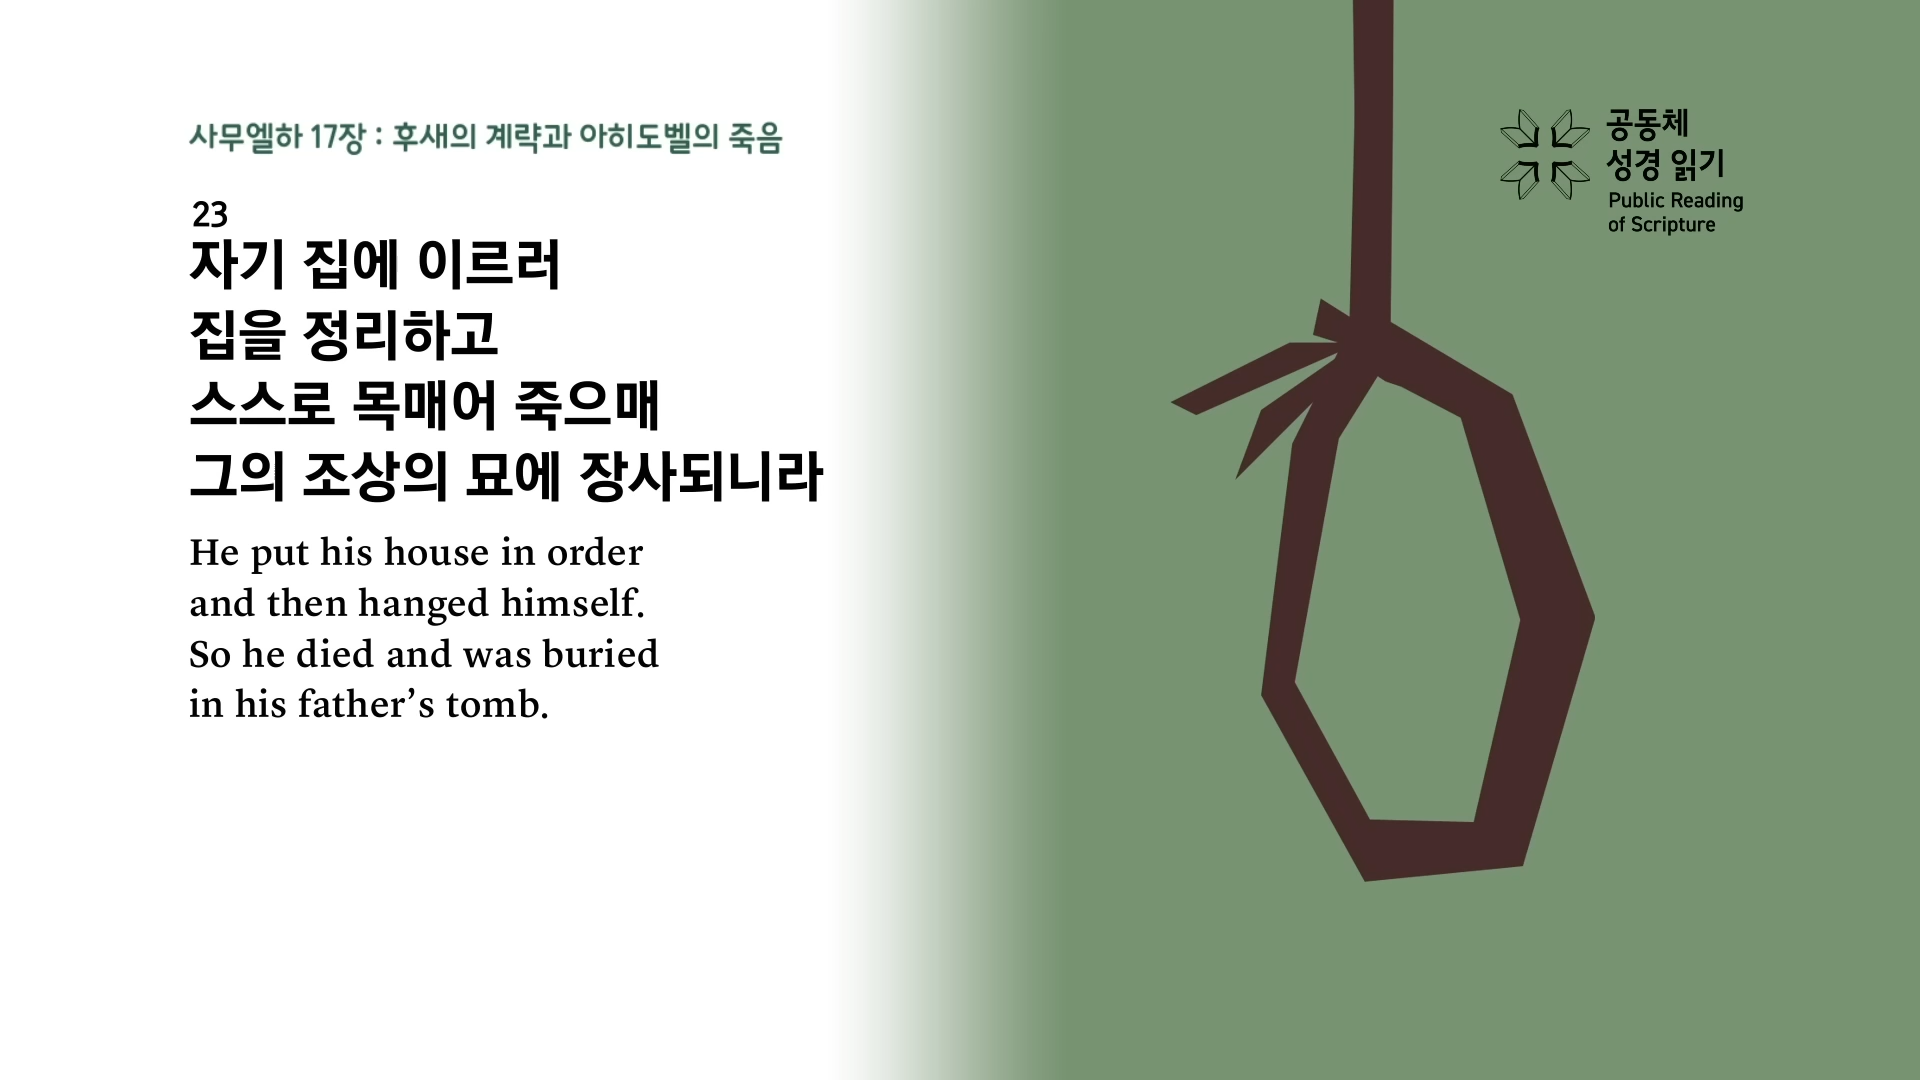 사무엘하 17장 : 후새의 계략과 아히도벨의 죽음
23
자기 집에 이르러
집을 정리하고
스스로 목매어 죽으매
그의 조상의 묘에 장사되니라
He put his house in order
and then hanged himself.
So he died and was buried
in his father’s tomb.
공동체
성경 읽기
Public Reading
of Scripture